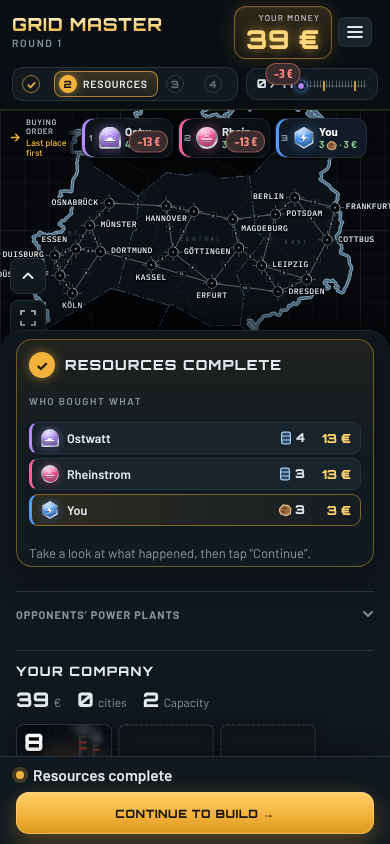 GRID MASTER
ROUND 1
YOUR MONEY
39 €
2 RESOURCES 3 4
-3 €
BUYING ORDER
Last place first
1
-13 €
2
-13 €
3 You
3 · 3 €
OSNABRÜCK
BERLIN
FRANKFURT
HANNOVER
POTSDAM
MÜNSTER
MAGDEBURG
ESSEN
CENTRAL
EAST
COTTBUS
DUISBURG
DORTMUND
GÖTTINGEN
LEIPZIG
KASSEL
ERFURT
DRESDEN
KÖLN
RESOURCES COMPLETE
WHO BOUGHT WHAT
Ostwatt 4 13 €
Rheinstrom 3 13 €
You 3 3 €
Take a look at what happened, then tap “Continue”.
OPPONENTS’ POWER PLANTS
YOUR COMPANY
39 € 0 cities 2 Capacity
8
Resources complete
CONTINUE TO BUILD →